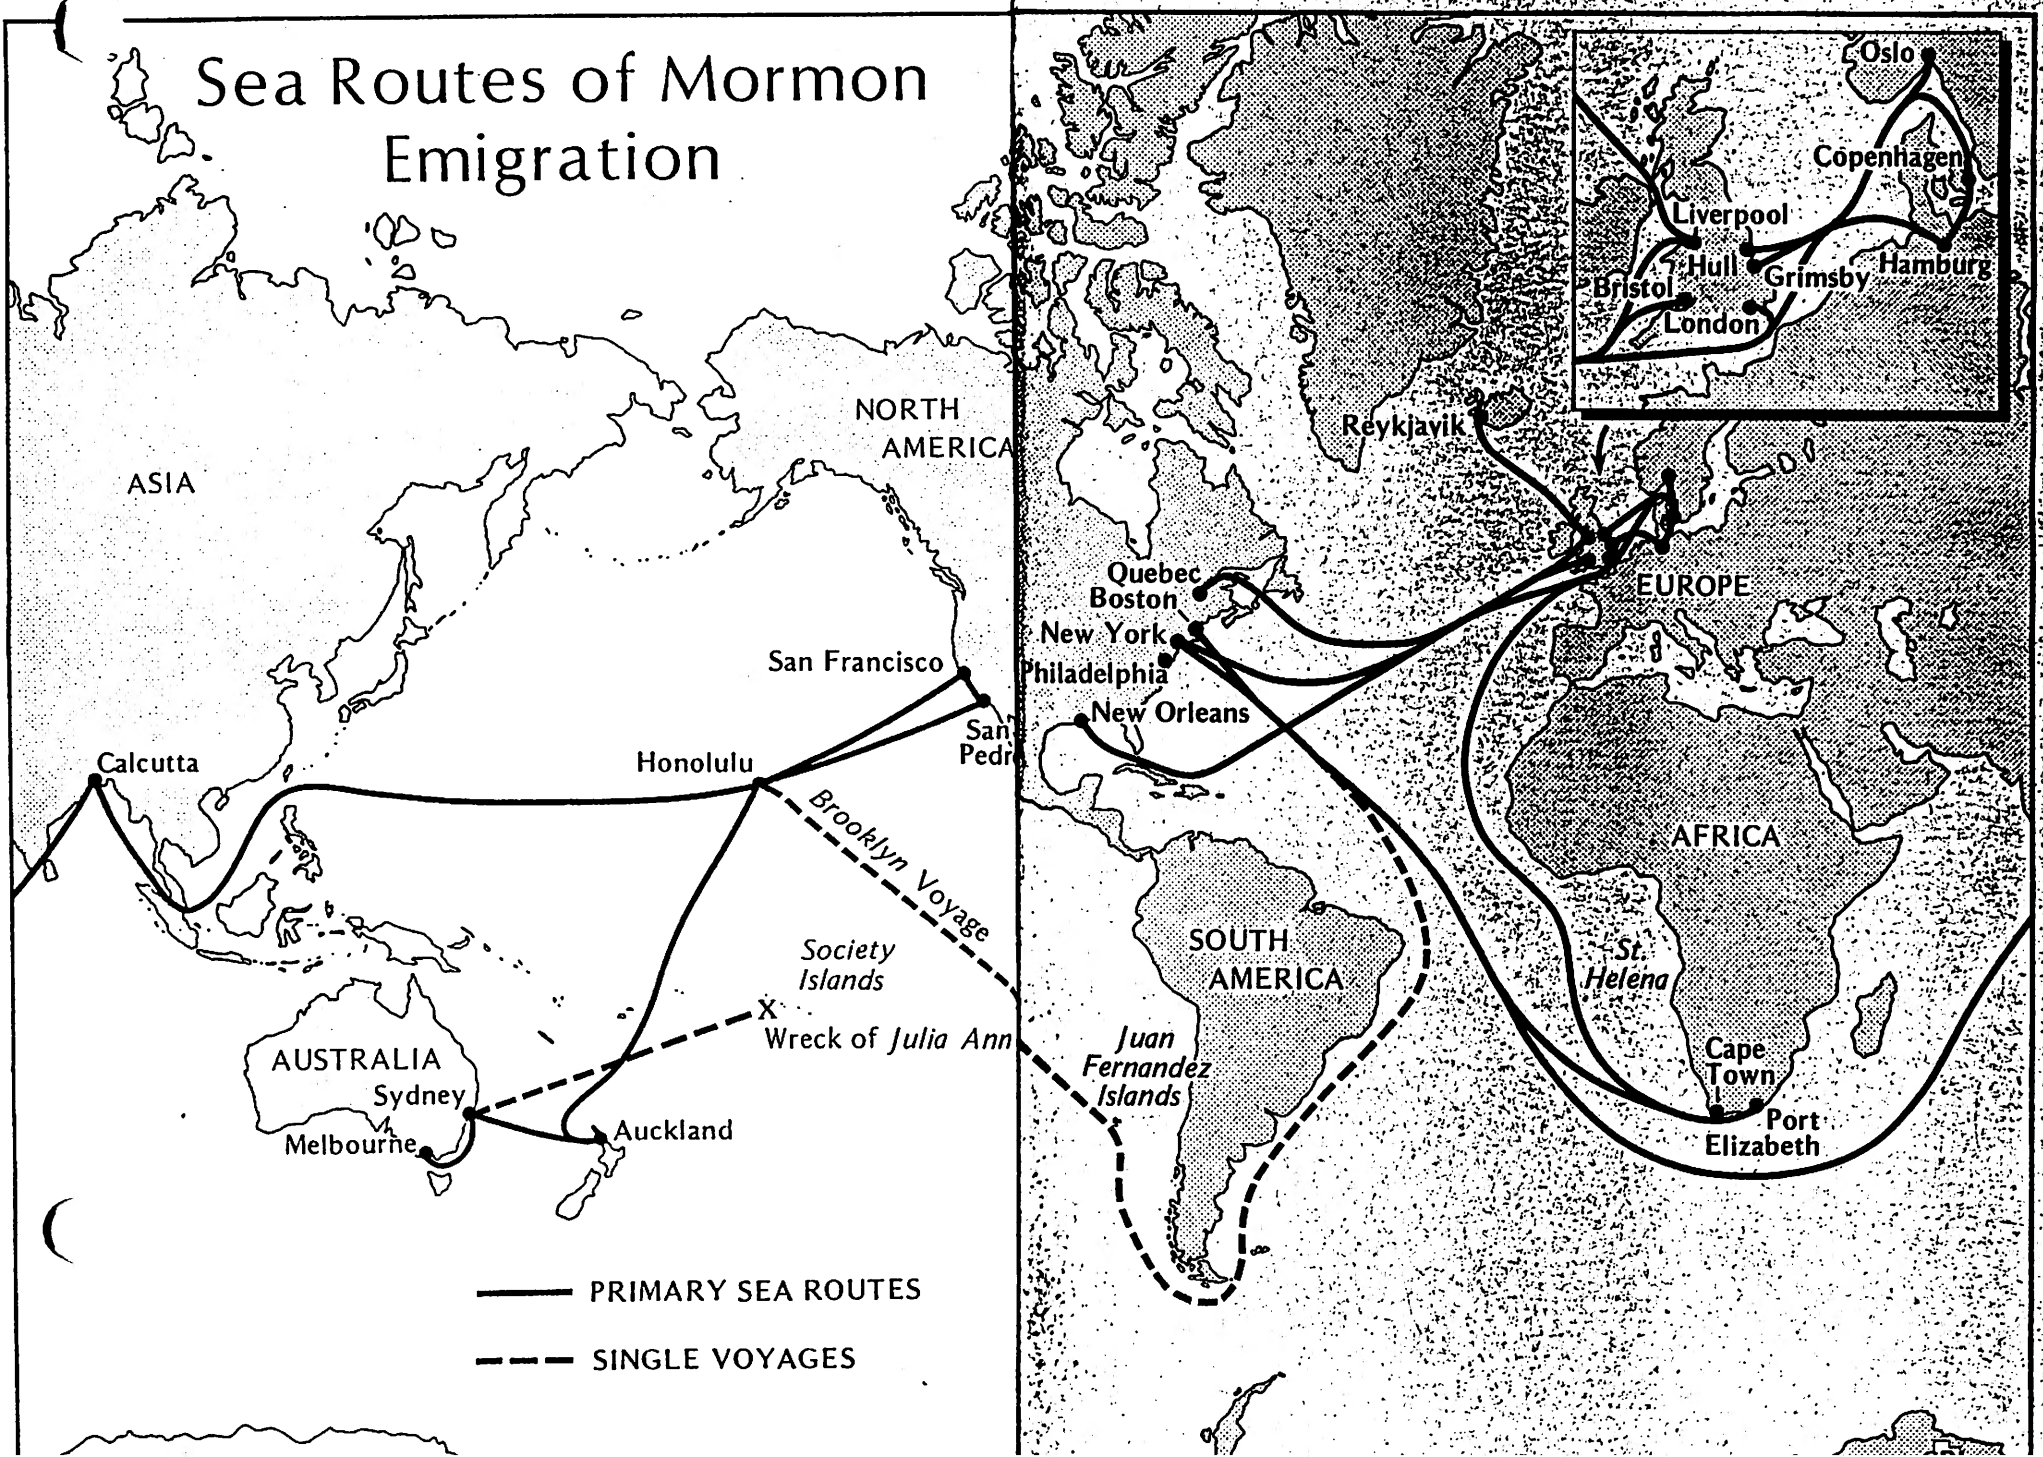 Sea Routes of Mormon
Emigration
ASIA
NORTH
AMERICA
San Francisco
San
Pedr
Honolulu
Calcutta
Brooklyn Voyage
Society
Islands
X
Wreck of Julia Ann
AUSTRALIA
Sydney
Melbourne
Auckland
PRIMARY SEA ROUTES
SINGLE VOYAGES
Oslo
Copenhagen
Liverpool
Hull
Grimsby
Hamburg
Bristol
London
Reykjavik
Quebec
Boston
New York
Philadelphia
New Orleans
EUROPE
AFRICA
SOUTH
AMERICA
St.
Helena
Juan
Fernandez
Islands
Cape
Town
Port
Elizabeth